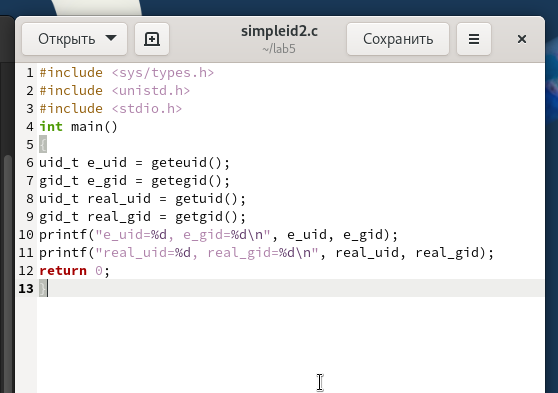 Открыть
simpleid2.c
~/lab5
Сохранить
1 #include <sys/types.h>
2 #include <unistd.h>
3 #include <stdio.h>
4 int main()
5 {
6 uid_t e_uid = geteuid();
7 gid_t e_gid = getegid();
8 uid_t real_uid = getuid();
9 gid_t real_gid = getgid();
10 printf("e_uid=%d, e_gid=%d\n", e_uid, e_gid);
11 printf("real_uid=%d, real_gid=%d\n", real_uid, real_gid);
12 return 0;
13 }